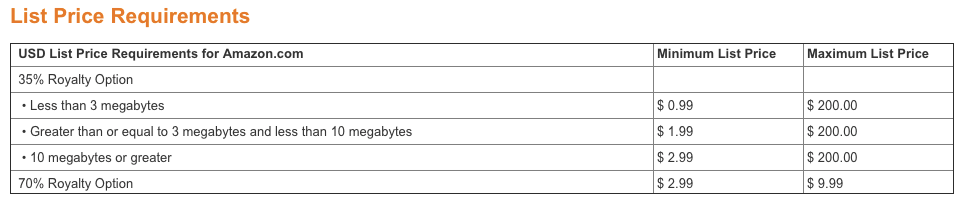 List Price Requirements
USD List Price Requirements for Amazon.com Minimum List Price Maximum List Price
35% Royalty Option
• Less than 3 megabytes $ 0.99 $ 200.00
• Greater than or equal to 3 megabytes and less than 10 megabytes $ 1.99 $ 200.00
• 10 megabytes or greater $ 2.99 $ 200.00
70% Royalty Option $ 2.99 $ 9.99